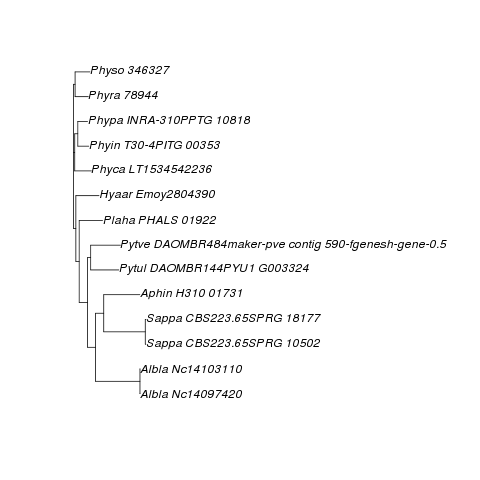 Physo 346327
Phyra 78944
Phypa INRA-310PPTG 10818
Phyin T30-4PITG 00353
Phyca LT1534542236
Hyaar Emoy2804390
Plaha PHALS 01922
Pytve DAOMBR484maker-pve contig 590-fgenesh-gene-0.5
Pytul DAOMBR144PYU1 G003324
Aphin H310 01731
Sappa CBS223.65SPRG 18177
Sappa CBS223.65SPRG 10502
Albla Nc14103110
Albla Nc14097420